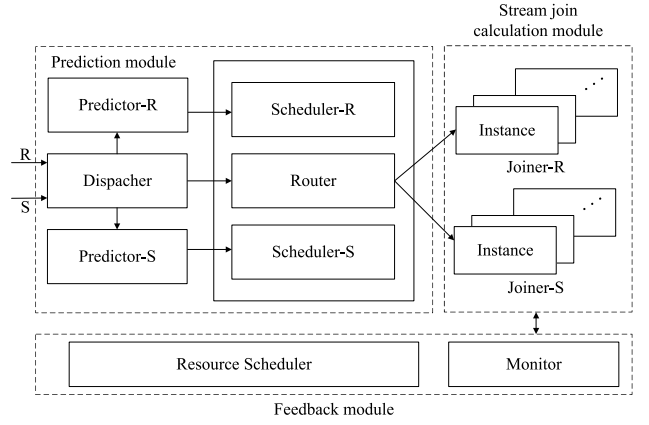 Stream join
calculation module
Prediction module
Predictor-R
Scheduler-R
Instance
Joiner-R
R
Dispacher
Router
S
Predictor-S
Scheduler-S
Instance
Joiner-S
Resource Scheduler
Monitor
Feedback module